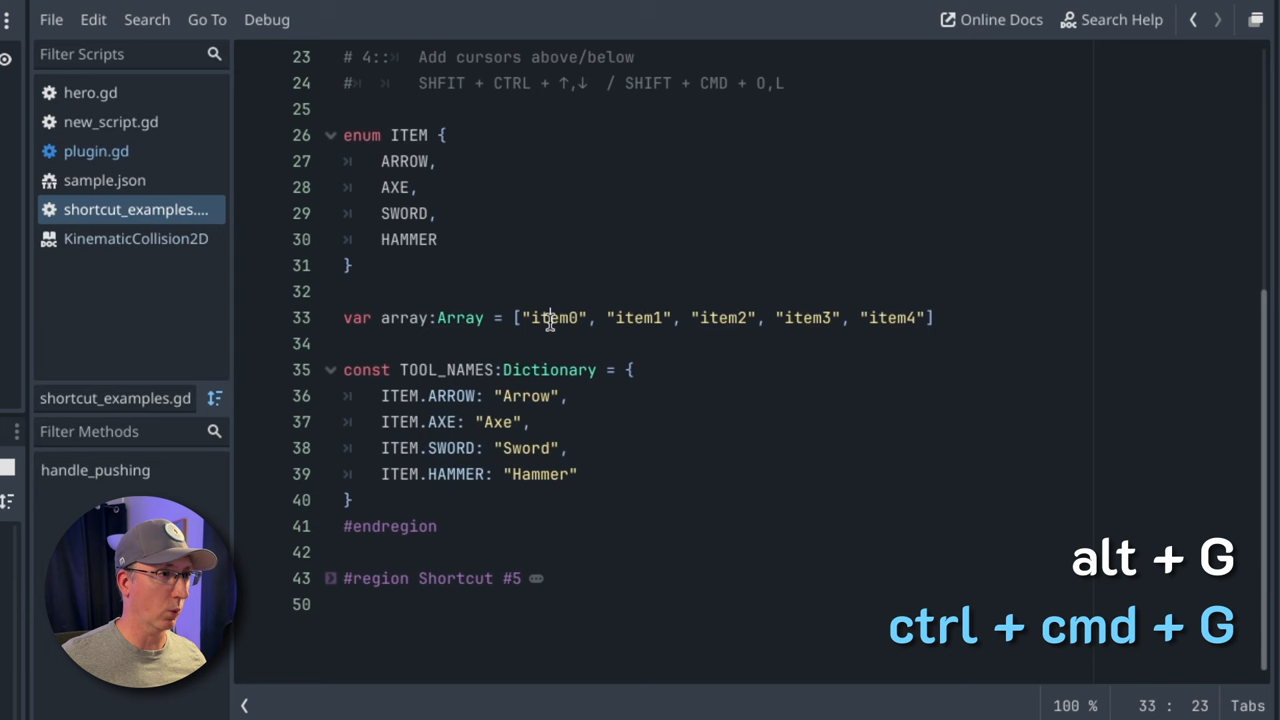 File Edit Search Go To Debug Online Docs Search Help
Filter Scripts
hero.gd
new_script.gd
plugin.gd
sample.json
shortcut_examples....
KinematicCollision2D
shortcut_examples.gd
Filter Methods
handle_pushing
23 # 4:: Add cursors above/below
24 # SHFIT + CTRL + ↑,↓ / SHIFT + CMD + O,L
25
26 enum ITEM {
27 ARROW,
28 AXE,
29 SWORD,
30 HAMMER
31 }
32
33 var array:Array = ["item0", "item1", "item2", "item3", "item4"]
34
35 const TOOL_NAMES:Dictionary = {
36 ITEM.ARROW: "Arrow",
37 ITEM.AXE: "Axe",
38 ITEM.SWORD: "Sword",
39 ITEM.HAMMER: "Hammer"
40 }
41 #endregion
42
43 #region Shortcut #5
50
alt + G
ctrl + cmd + G
100 % 33 : 23 Tabs